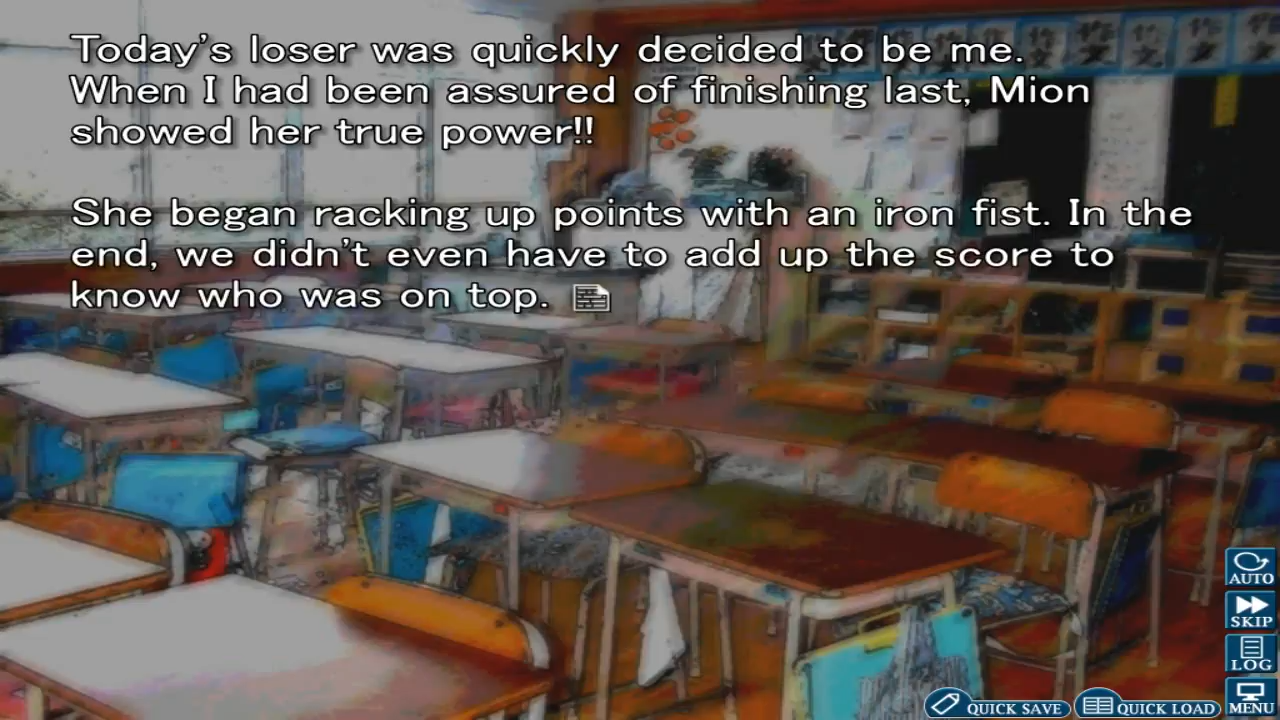 Today's loser was quickly decided to be me.
When I had been assured of finishing last, Mion
showed her true power!!
She began racking up points with an iron fist. In the
end, we didn't even have to add up the score to
know who was on top.
AUTO
SKIP
LOG
MENU
QUICK SAVE
QUICK LOAD